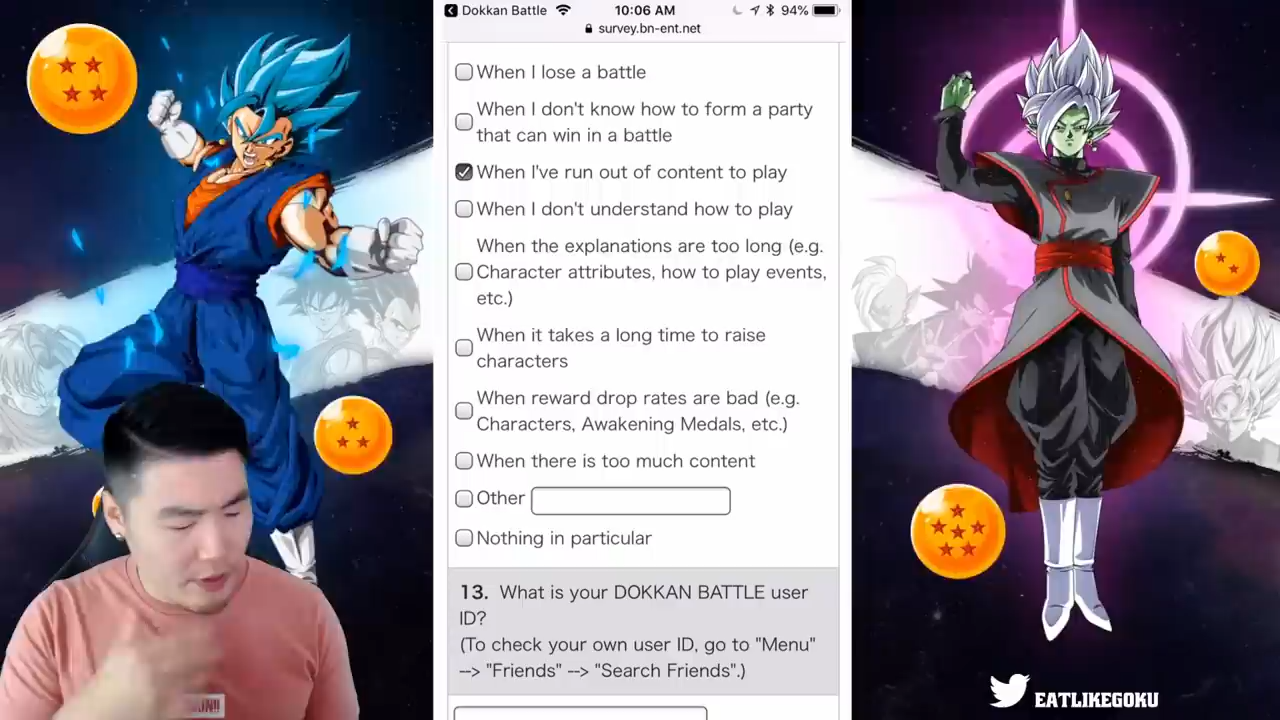 Dokkan Battle
10:06 AM
94%
survey.bn-ent.net
When I lose a battle
When I don't know how to form a party
that can win in a battle
When I've run out of content to play
When I don't understand how to play
When the explanations are too long (e.g.
Character attributes, how to play events,
etc.)
When it takes a long time to raise
characters
When reward drop rates are bad (e.g.
Characters, Awakening Medals, etc.)
When there is too much content
Other
Nothing in particular
13. What is your DOKKAN BATTLE user
ID?
(To check your own user ID, go to "Menu"
--> "Friends" --> "Search Friends".)
EATLIKEGOKU